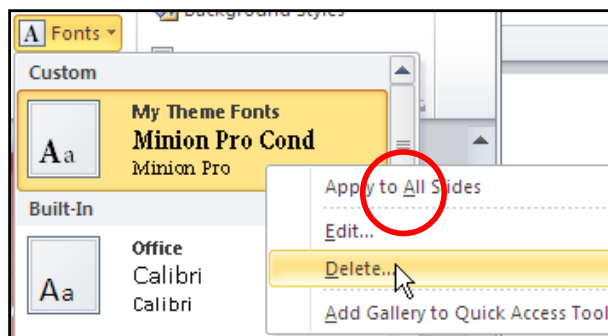 Fonts
Background Styles
Custom
My Theme Fonts
Minion Pro Cond
Minion Pro
Aa
Apply to All Slides
Built-In
Edit...
Office
Calibri
Calibri
Aa
Delete...
Add Gallery to Quick Access Tool